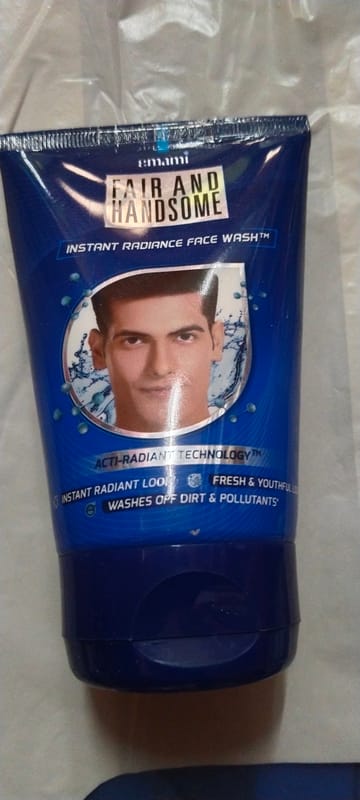 emami
FAIR AND
HANDSOME
INSTANT RADIANCE FACE WASH™
ACTI-RADIANT TECHNOLOGY™
INSTANT RADIANT LOOK
FRESH & YOUTHFUL
WASHES OFF DIRT & POLLUTANTS*